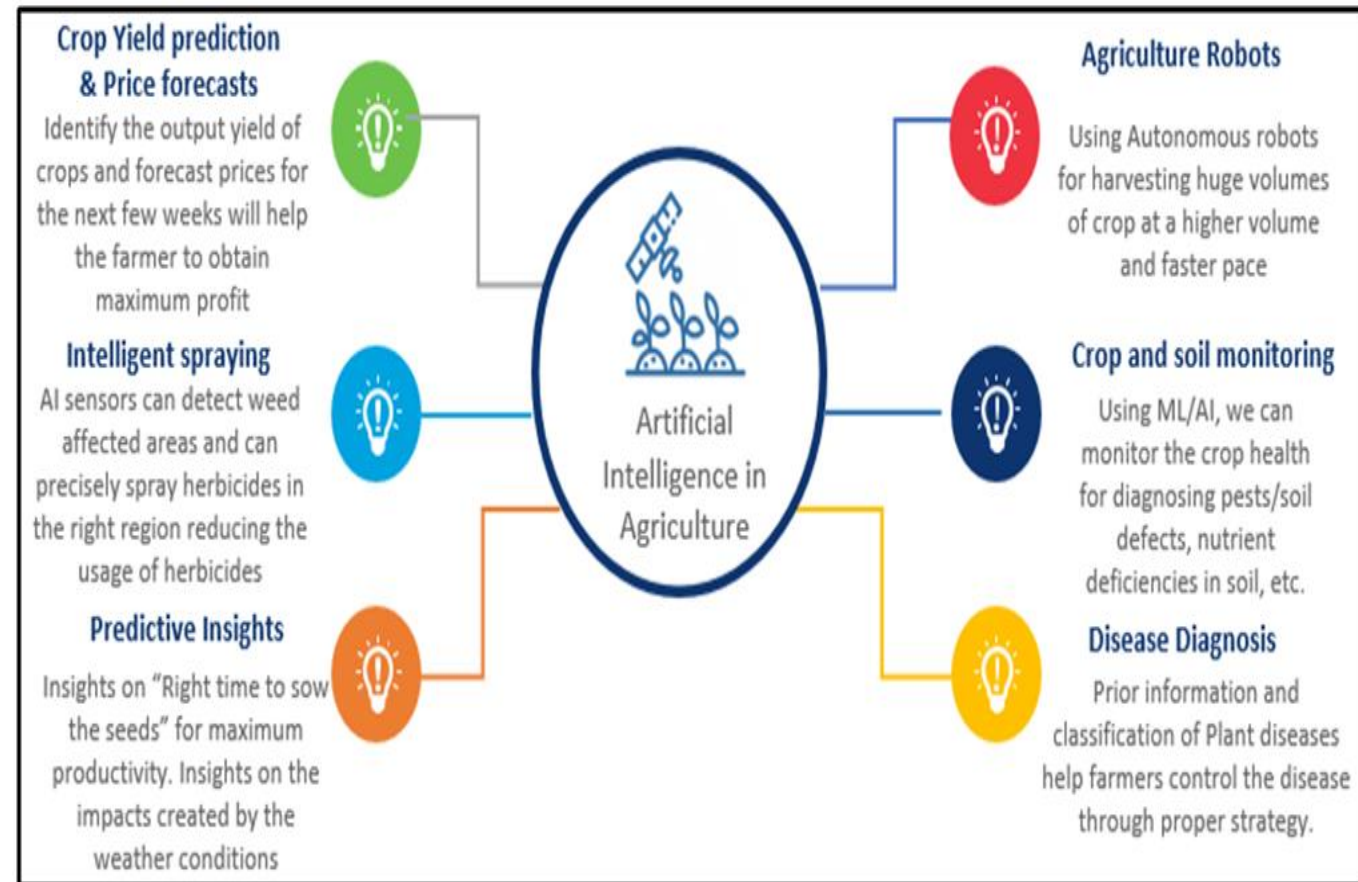 Crop Yield prediction
& Price forecasts
Identify the output yield of
crops and forecast prices for
the next few weeks will help
the farmer to obtain
maximum profit
Intelligent spraying
AI sensors can detect weed
affected areas and can
precisely spray herbicides in
the right region reducing the
usage of herbicides
Predictive Insights
Insights on “Right time to sow
the seeds” for maximum
productivity. Insights on the
impacts created by the
weather conditions
Artificial
Intelligence in
Agriculture
Agriculture Robots
Using Autonomous robots
for harvesting huge volumes
of crop at a higher volume
and faster pace
Crop and soil monitoring
Using ML/AI, we can
monitor the crop health
for diagnosing pests/soil
defects, nutrient
deficiencies in soil, etc.
Disease Diagnosis
Prior information and
classification of Plant diseases
help farmers control the disease
through proper strategy.